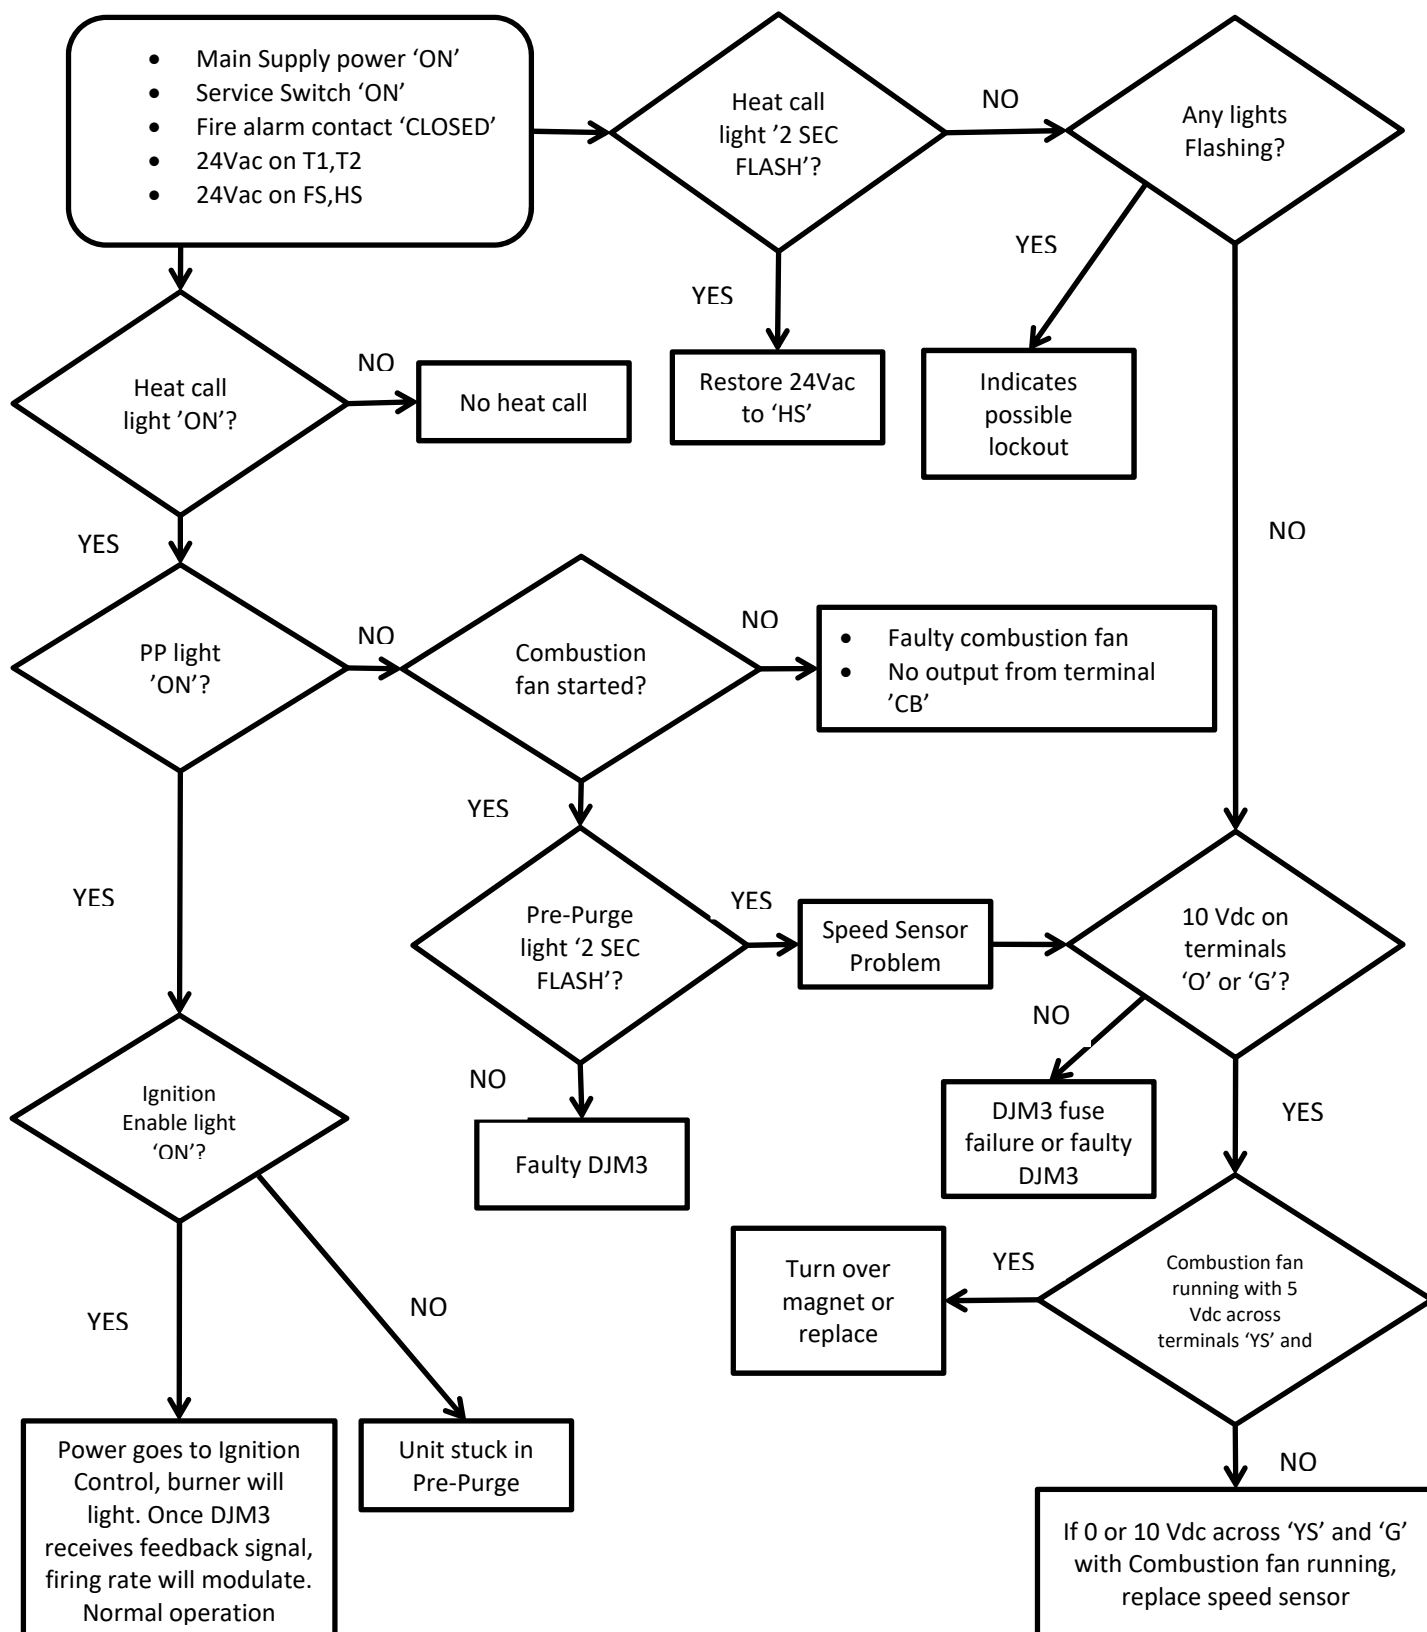 • Main Supply power ‘ON’
• Service Switch ‘ON’
• Fire alarm contact ‘CLOSED’
• 24Vac on T1,T2
• 24Vac on FS,HS
Heat call
light ’2 SEC
FLASH’?
NO
Any lights
Flashing?
YES
YES
Restore 24Vac
to ‘HS’
Indicates
possible
lockout
Heat call
light ’ON’?
NO
No heat call
YES
NO
PP light
’ON’?
NO
Combustion
fan started?
NO
• Faulty combustion fan
• No output from terminal
’CB’
YES
YES
Pre-Purge
light ‘2 SEC
FLASH’?
YES
Speed Sensor
Problem
10 Vdc on
terminals
‘O’ or ‘G’?
NO
NO
Faulty DJM3
DJM3 fuse
failure or faulty
DJM3
YES
Ignition
Enable light
‘ON’?
YES
NO
Turn over
magnet or
replace
YES
Combustion fan
running with 5
Vdc across
terminals ‘YS’ and
NO
Power goes to Ignition
Control, burner will
light. Once DJM3
receives feedback signal,
firing rate will modulate.
Normal operation
Unit stuck in
Pre-Purge
If 0 or 10 Vdc across ‘YS’ and ‘G’
with Combustion fan running,
replace speed sensor